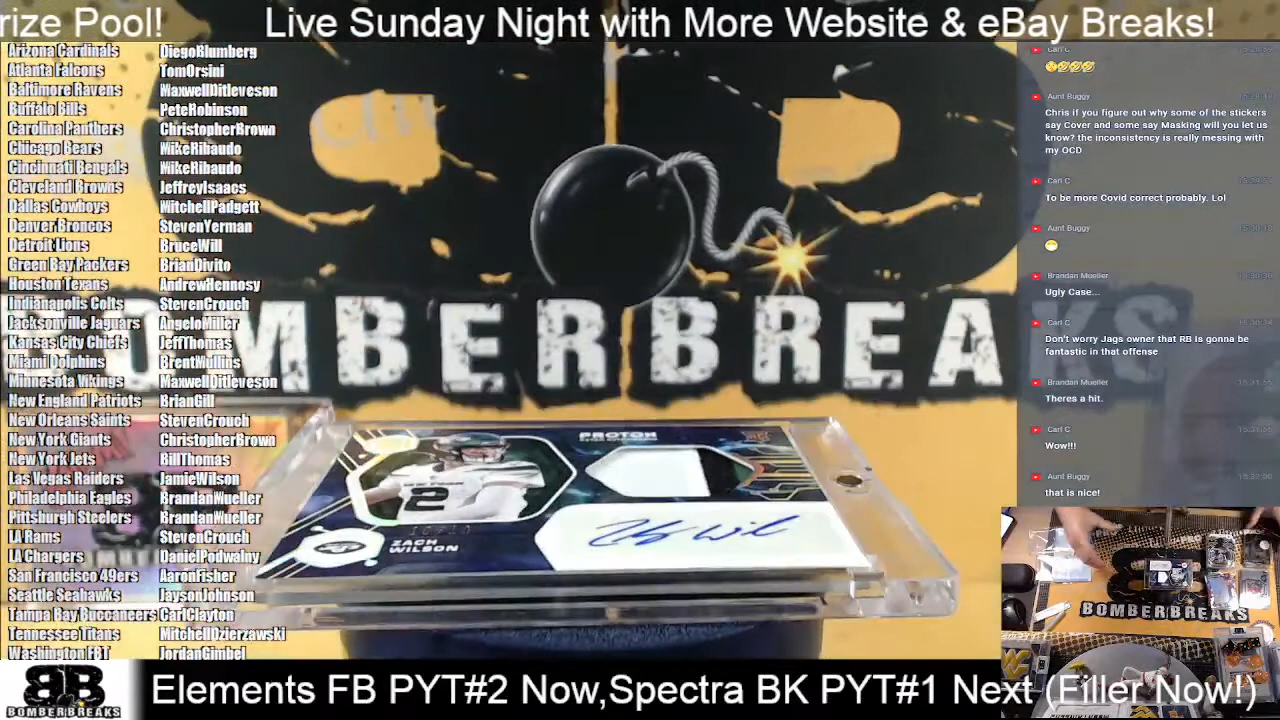 rize Pool! Live Sunday Night with More Website & eBay Breaks!
Arizona Cardinals DiegoBlumberg
Atlanta Falcons TomOrsini
Baltimore Ravens MaxwellDitleveson
Buffalo Bills PeteRobinson
Carolina Panthers ChristopherBrown
Chicago Bears MikeRibaudo
Cincinnati Bengals MikeRibaudo
Cleveland Browns JeffreyIsaacs
Dallas Cowboys MitchellPadgett
Denver Broncos StevenYerman
Detroit Lions BruceWill
Green Bay Packers BrianDivito
Houston Texans AndrewHennosy
Indianapolis Colts StevenCrouch
Jacksonville Jaguars AngeloMiller
Kansas City Chiefs JeffThomas
Miami Dolphins BrentMullins
Minnesota Vikings MaxwellDitleveson
New England Patriots BrianGill
New Orleans Saints StevenCrouch
New York Giants ChristopherBrown
New York Jets BillThomas
Las Vegas Raiders JamieWilson
Philadelphia Eagles BrandanMueller
Pittsburgh Steelers BrandanMueller
LA Rams StevenCrouch
LA Chargers DanielPodwalny
San Francisco 49ers AaronFisher
Seattle Seahawks JaysonJohnson
Tampa Bay Buccaneers CarlClayton
Tennessee Titans MitchellDzierzawski
Washington FBT JordanGimbel
OMBERBREAKS
PROTON
2
ZACH
WILSON
Carl C
Aunt Buggy
Chris if you figure out why some of the stickers
say Cover and some say Masking will you let us
know? the inconsistency is really messing with
my OCD
Carl C
To be more Covid correct probably. Lol
Aunt Buggy
Brandan Mueller
Ugly Case...
Carl C
Don't worry Jags owner that RB is gonna be
fantastic in that offense
Brandan Mueller
Theres a hit.
Carl C
Wow!!!
Aunt Buggy
that is nice!
BOMBERBREAKS
BB
BOMBERBREAKS
Elements FB PYT#2 Now,Spectra BK PYT#1 Next (Filler Now!)